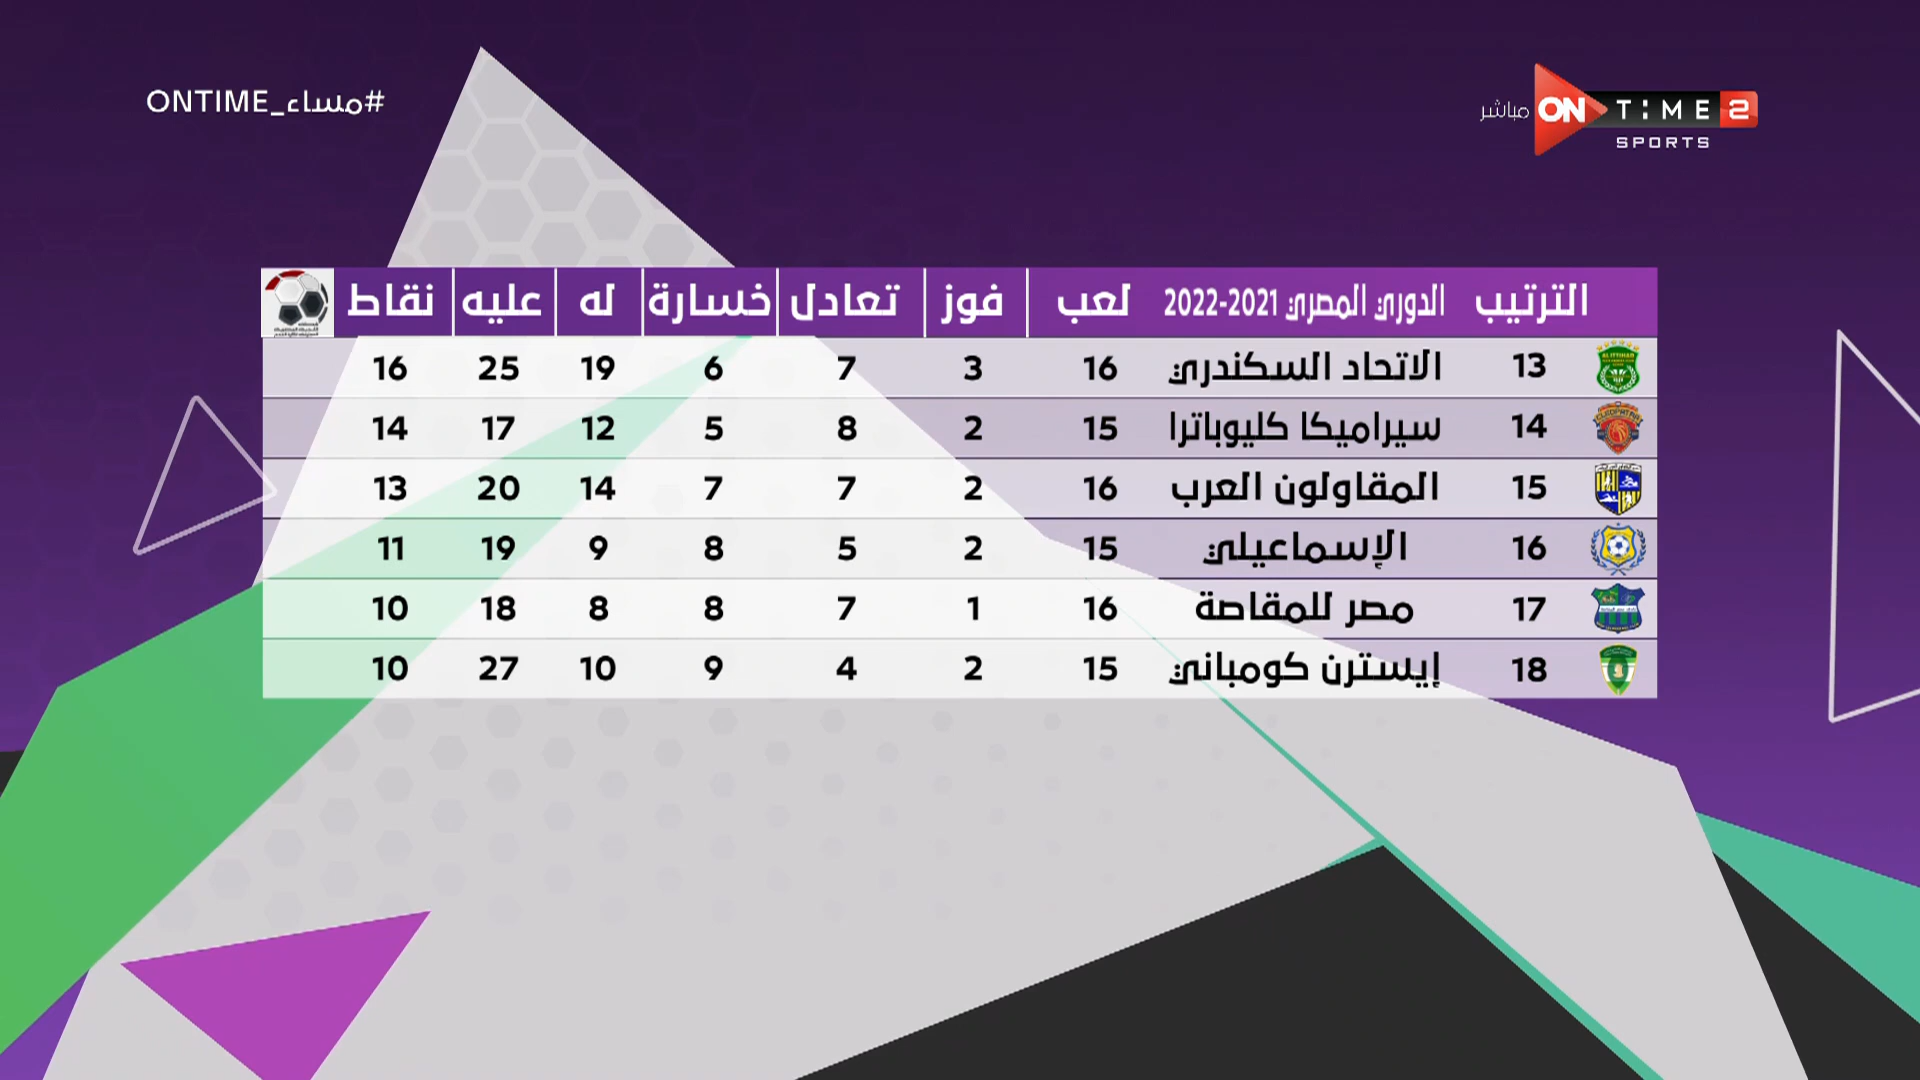 #مساء_ONTIME
مباشر ON TIME 2
SPORTS
الترتيب الدوري المصري 2021-2022 لعب فوز تعادل خسارة له عليه نقاط
13 الاتحاد السكندري 16 3 7 6 19 25 16
14 سيراميكا كليوباترا 15 2 8 5 12 17 14
15 المقاولون العرب 16 2 7 7 14 20 13
16 الإسماعيلي 15 2 5 8 9 19 11
17 مصر للمقاصة 16 1 7 8 8 18 10
18 إيسترن كومباني 15 2 4 9 10 27 10